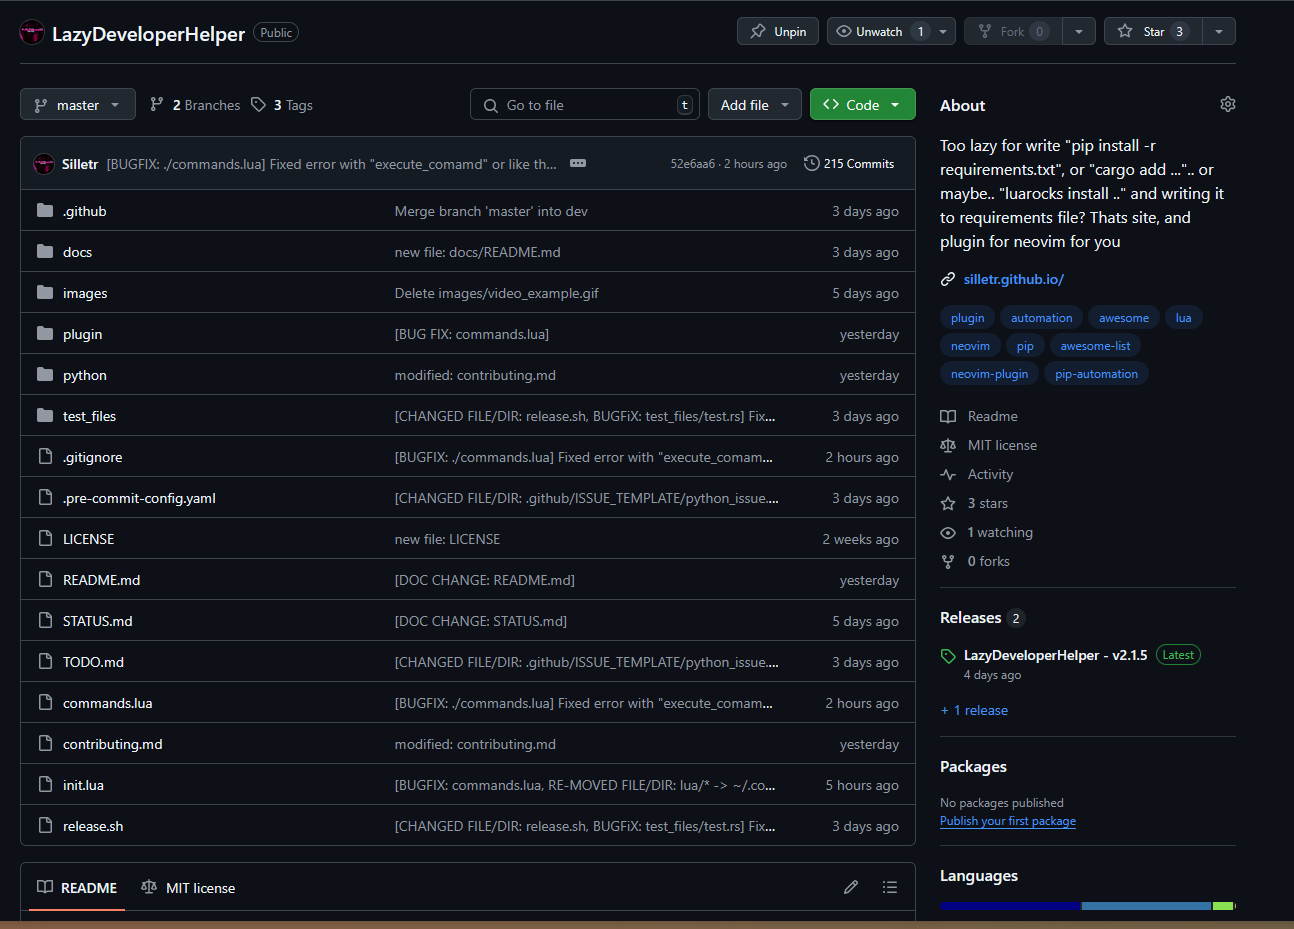 LazyDeveloperHelper Public Unpin Unwatch 1 Fork 0 Star 3
master 2 Branches 3 Tags Go to file t Add file Code
Silletr [BUGFIX: ./commands.lua] Fixed error with "execute_comamd" or like th... 52e6aa6 · 2 hours ago 215 Commits
.github Merge branch 'master' into dev 3 days ago
docs new file: docs/README.md 3 days ago
images Delete images/video_example.gif 5 days ago
plugin [BUG FIX: commands.lua] yesterday
python modified: contributing.md yesterday
test_files [CHANGED FILE/DIR: release.sh, BUGFiX: test_files/test.rs] Fix... 3 days ago
.gitignore [BUGFIX: ./commands.lua] Fixed error with "execute_comam... 2 hours ago
.pre-commit-config.yaml [CHANGED FILE/DIR: .github/ISSUE_TEMPLATE/python_issue.... 3 days ago
LICENSE new file: LICENSE 2 weeks ago
README.md [DOC CHANGE: README.md] yesterday
STATUS.md [DOC CHANGE: STATUS.md] 5 days ago
TODO.md [CHANGED FILE/DIR: .github/ISSUE_TEMPLATE/python_issue.... 3 days ago
commands.lua [BUGFIX: ./commands.lua] Fixed error with "execute_comam... 2 hours ago
contributing.md modified: contributing.md yesterday
init.lua [BUGFIX: commands.lua, RE-MOVED FILE/DIR: lua/* -> ~/.co... 5 hours ago
release.sh [CHANGED FILE/DIR: release.sh, BUGFiX: test_files/test.rs] Fix... 3 days ago
README MIT license
About
Too lazy for write "pip install -r
requirements.txt", or "cargo add ...".. or
maybe.. "luarocks install .." and writing it
to requirements file? Thats site, and
plugin for neovim for you
silletr.github.io/
plugin automation awesome lua
neovim pip awesome-list
neovim-plugin pip-automation
Readme
MIT license
Activity
3 stars
1 watching
0 forks
Releases 2
LazyDeveloperHelper - v2.1.5 Latest
4 days ago
+ 1 release
Packages
No packages published
Publish your first package
Languages